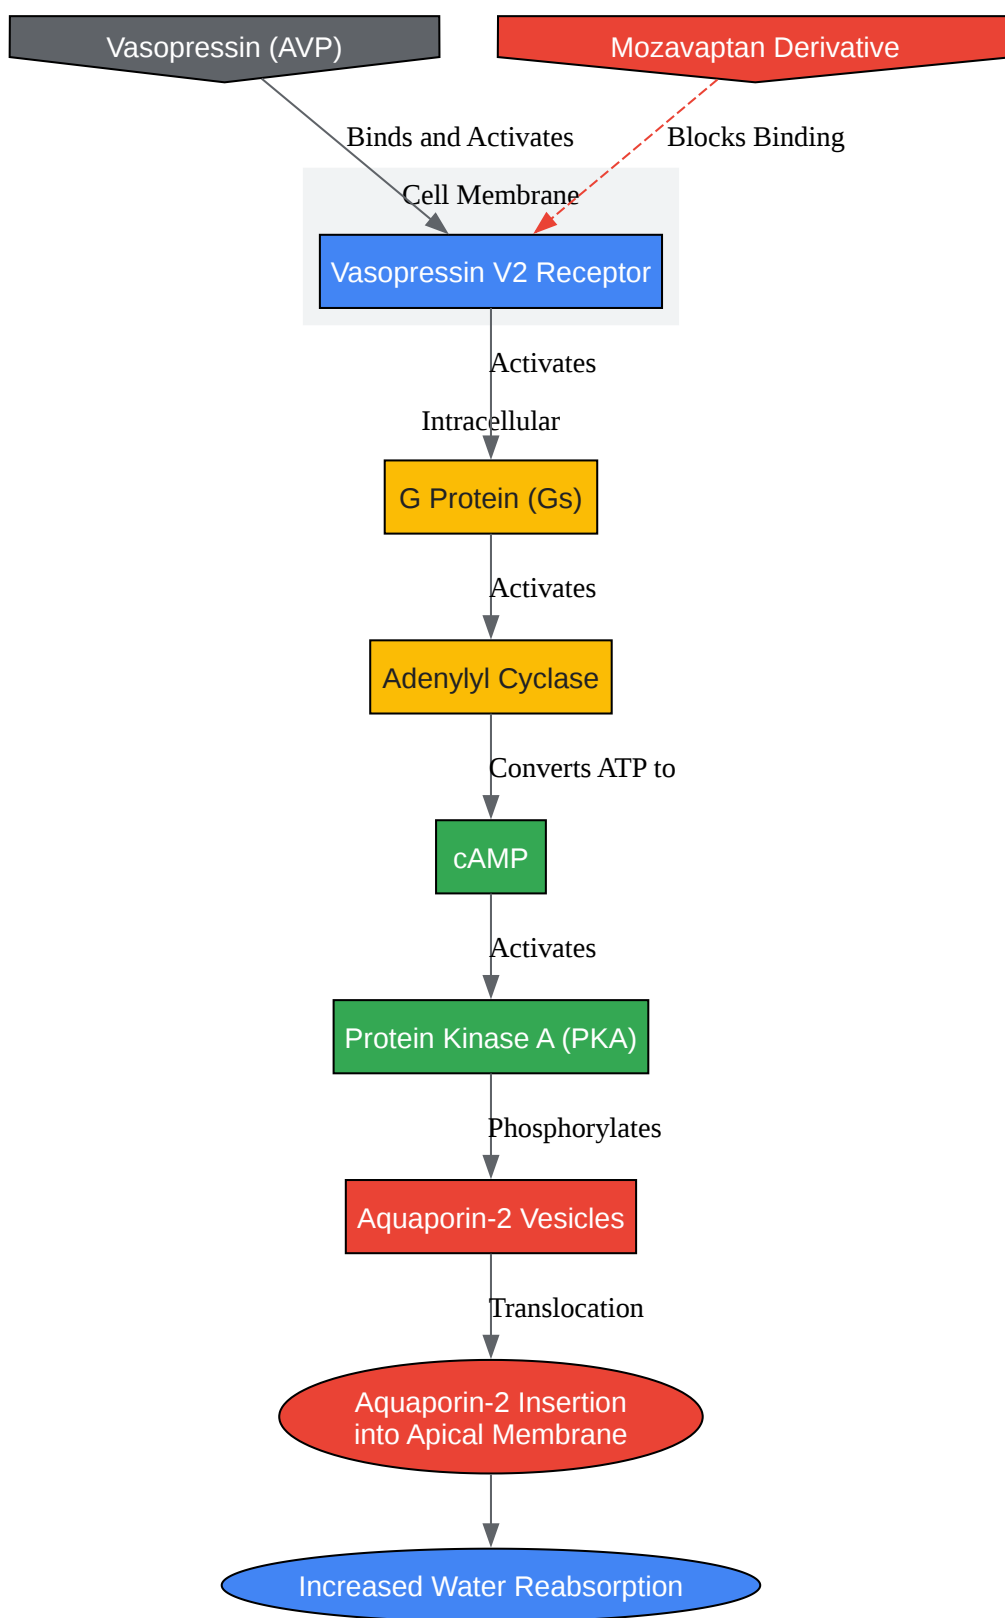 Vasopressin (AVP)
Mozavaptan Derivative
Binds and Activates
Blocks Binding
Cell Membrane
Vasopressin V2 Receptor
Activates
Intracellular
G Protein (Gs)
Activates
Adenylyl Cyclase
Converts ATP to
cAMP
Activates
Protein Kinase A (PKA)
Phosphorylates
Aquaporin-2 Vesicles
Translocation
Aquaporin-2 Insertion
into Apical Membrane
Increased Water Reabsorption